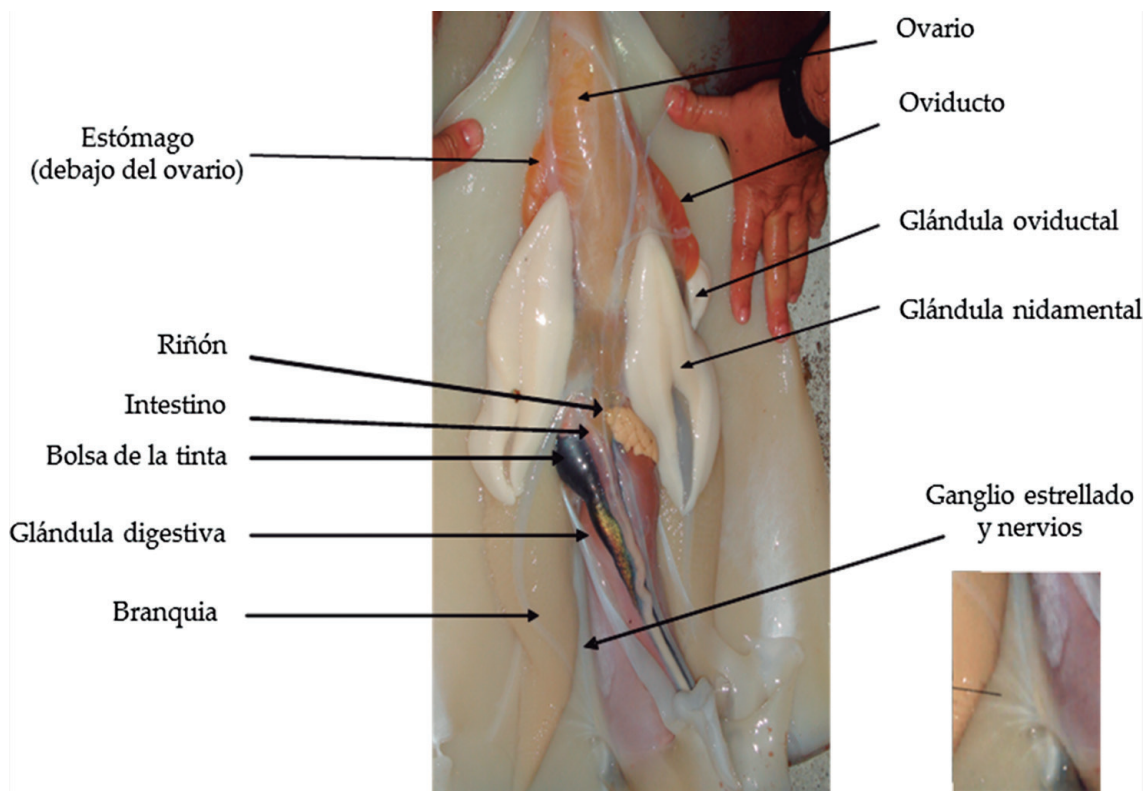 Ovario
Oviducto
Estómago
(debajo del ovario)
Glándula oviductal
Glándula nidamental
Riñón
Intestino
Bolsa de la tinta
Glándula digestiva
Ganglio estrellado
y nervios
Branquia